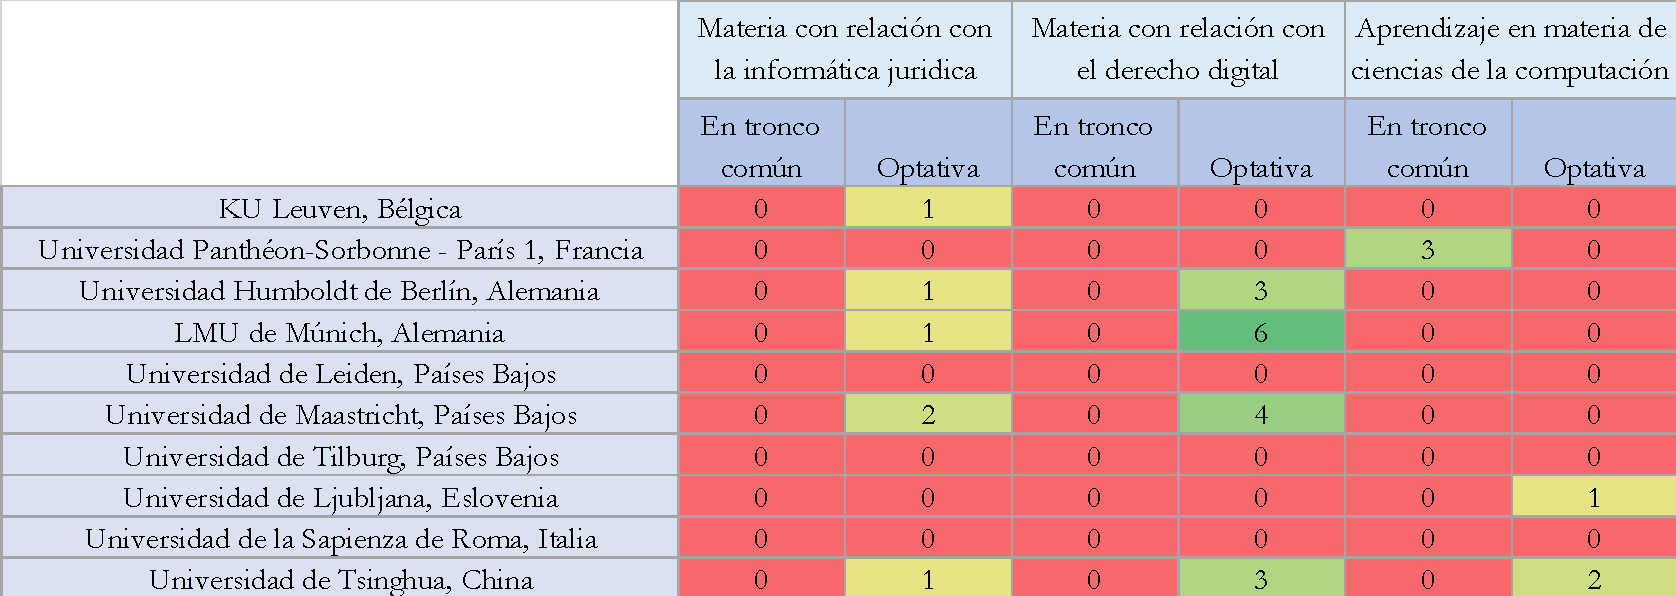 Materia con relación con la informática juridica | Materia con relación con el derecho digital | Aprendizaje en materia de ciencias de la computación
En tronco común | Optativa | En tronco común | Optativa | En tronco común | Optativa
KU Leuven, Bélgica | 0 | 1 | 0 | 0 | 0 | 0
Universidad Panthéon-Sorbonne - París 1, Francia | 0 | 0 | 0 | 0 | 3 | 0
Universidad Humboldt de Berlín, Alemania | 0 | 1 | 0 | 3 | 0 | 0
LMU de Múnich, Alemania | 0 | 1 | 0 | 6 | 0 | 0
Universidad de Leiden, Países Bajos | 0 | 0 | 0 | 0 | 0 | 0
Universidad de Maastricht, Países Bajos | 0 | 2 | 0 | 4 | 0 | 0
Universidad de Tilburg, Países Bajos | 0 | 0 | 0 | 0 | 0 | 0
Universidad de Ljubljana, Eslovenia | 0 | 0 | 0 | 0 | 0 | 1
Universidad de la Sapienza de Roma, Italia | 0 | 0 | 0 | 0 | 0 | 0
Universidad de Tsinghua, China | 0 | 1 | 0 | 3 | 0 | 2